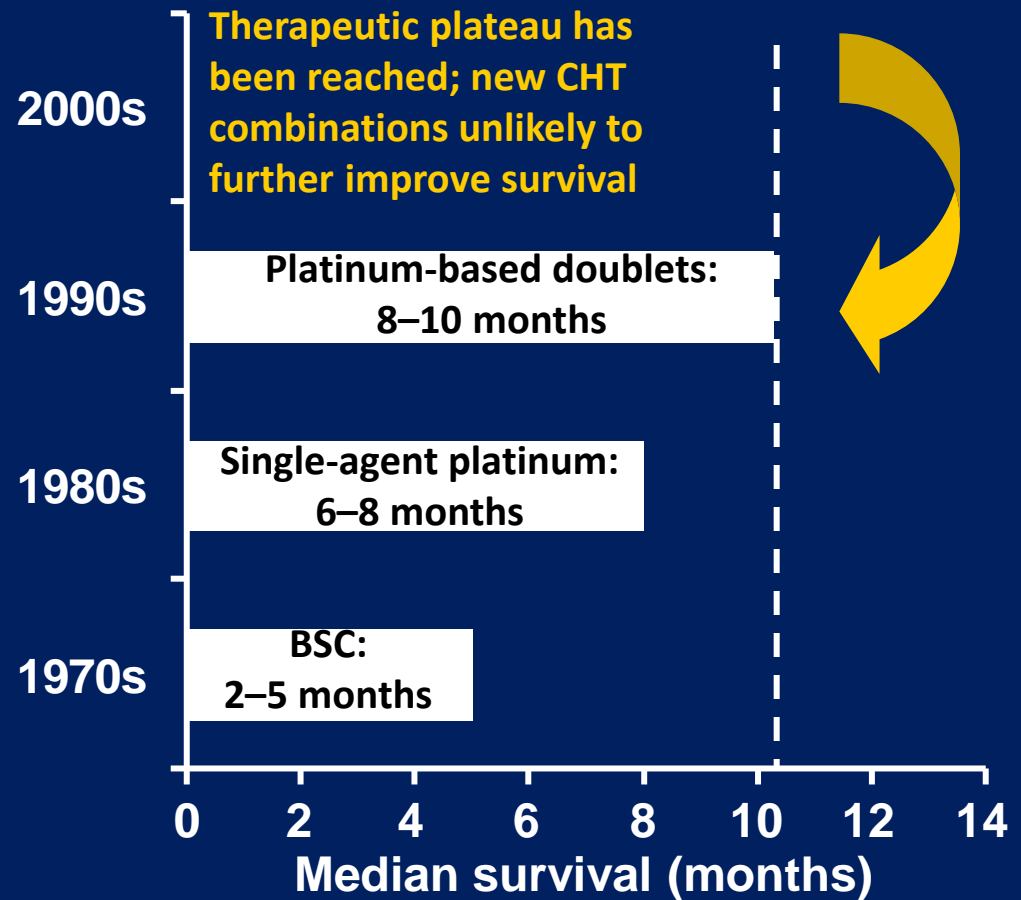 Therapeutic plateau has
been reached; new CHT
combinations unlikely to
further improve survival
2000s
Platinum-based doublets:
8–10 months
1990s
Single-agent platinum:
6–8 months
1980s
BSC:
2–5 months
1970s
0 2 4 6 8 10 12 14
Median survival (months)